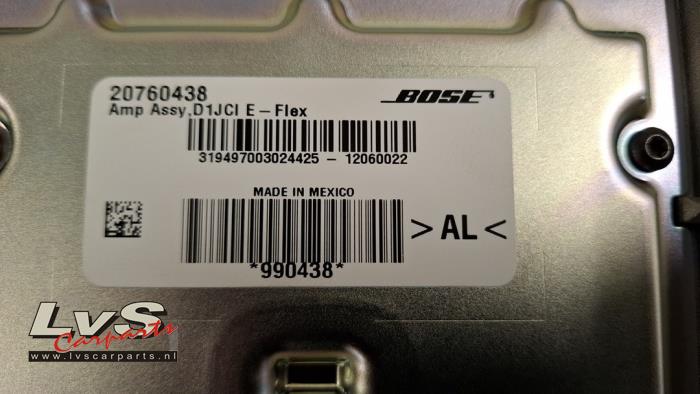 20760438
BOSE
Amp Assy,D1JCI E-Flex
319497003024425 - 12060022
MADE IN MEXICO
>AL<
*990438*
LvS
Carparts
www.lvscarparts.nl